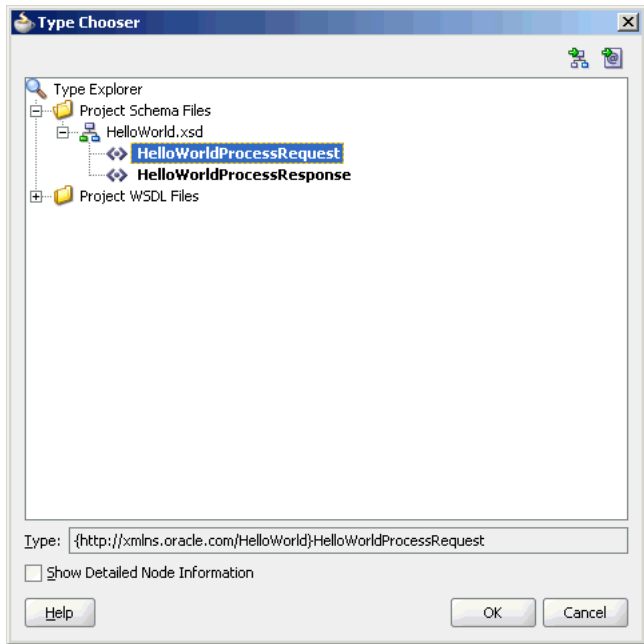 Type Chooser
Type Explorer
Project Schema Files
HelloWorld.xsd
HelloWorldProcessRequest
HelloWorldProcessResponse
Project WSDL Files
Type: {http://xmlns.oracle.com/HelloWorld}HelloWorldProcessRequest
Show Detailed Node Information
Help OK Cancel